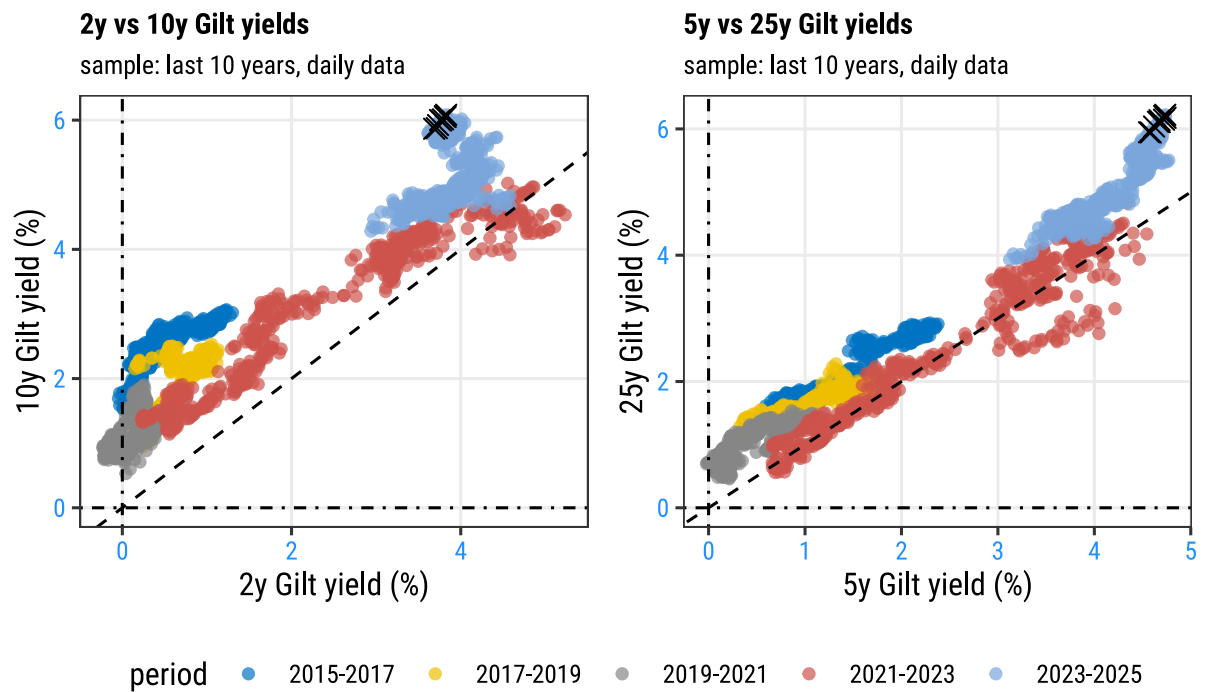 2y vs 10y Gilt yields
sample: last 10 years, daily data
10y Gilt yield (%)
6
4
2
0
0 2 4
2y Gilt yield (%)
5y vs 25y Gilt yields
sample: last 10 years, daily data
25y Gilt yield (%)
6
4
2
0
0 1 2 3 4 5
5y Gilt yield (%)
period 2015-2017 2017-2019 2019-2021 2021-2023 2023-2025